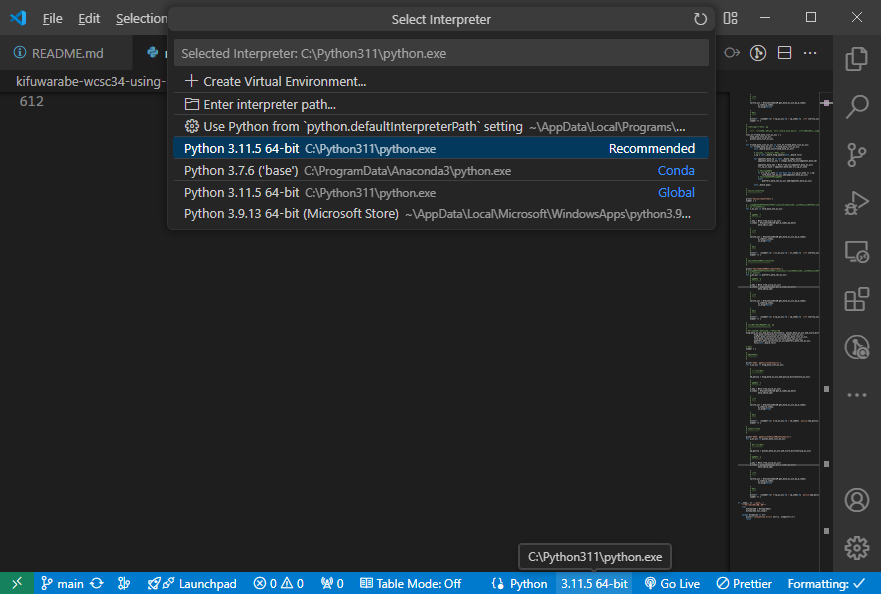 File Edit Selection
Select Interpreter
README.md
Selected Interpreter: C:\Python311\python.exe
kifuwarabe-wcsc34-using-
Create Virtual Environment...
612
Enter interpreter path...
Use Python from `python.defaultInterpreterPath` setting ~\AppData\Local\Programs\...
Python 3.11.5 64-bit C:\Python311\python.exe Recommended
Python 3.7.6 ('base') C:\ProgramData\Anaconda3\python.exe Conda
Python 3.11.5 64-bit C:\Python311\python.exe Global
Python 3.9.13 64-bit (Microsoft Store) ~\AppData\Local\Microsoft\WindowsApps\python3.9...
C:\Python311\python.exe
main Launchpad 0 0 0 Table Mode: Off Python 3.11.5 64-bit Go Live Prettier Formatting: ✓